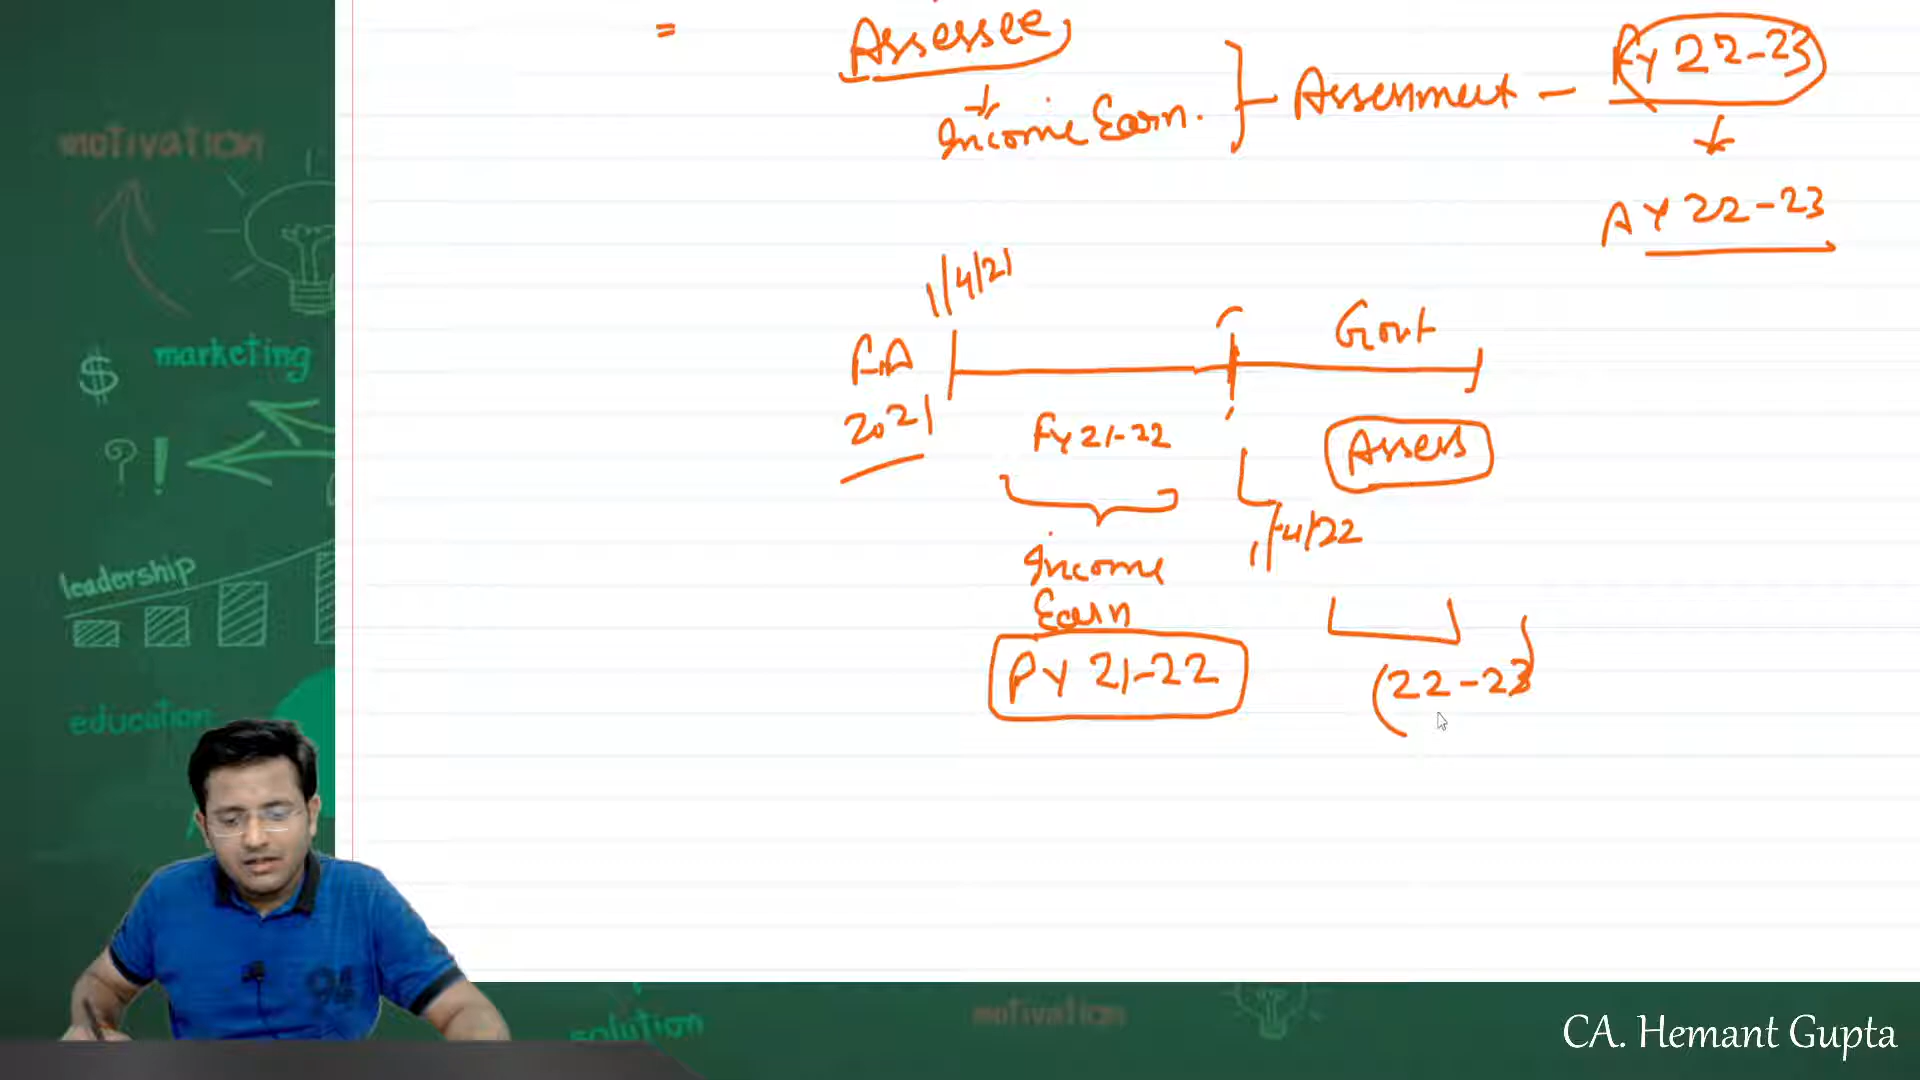 = Assessee
Income Earn. } - Assessment - FY 22-23
AY 22-23
1/4/21
F.A
2021
Govt
FY 21-22
Assess
1/4/22
Income
Earn
PY 21-22
(22-23)
motivation
$ marketing
? !
leadership
education
solution
motivation
CA. Hemant Gupta